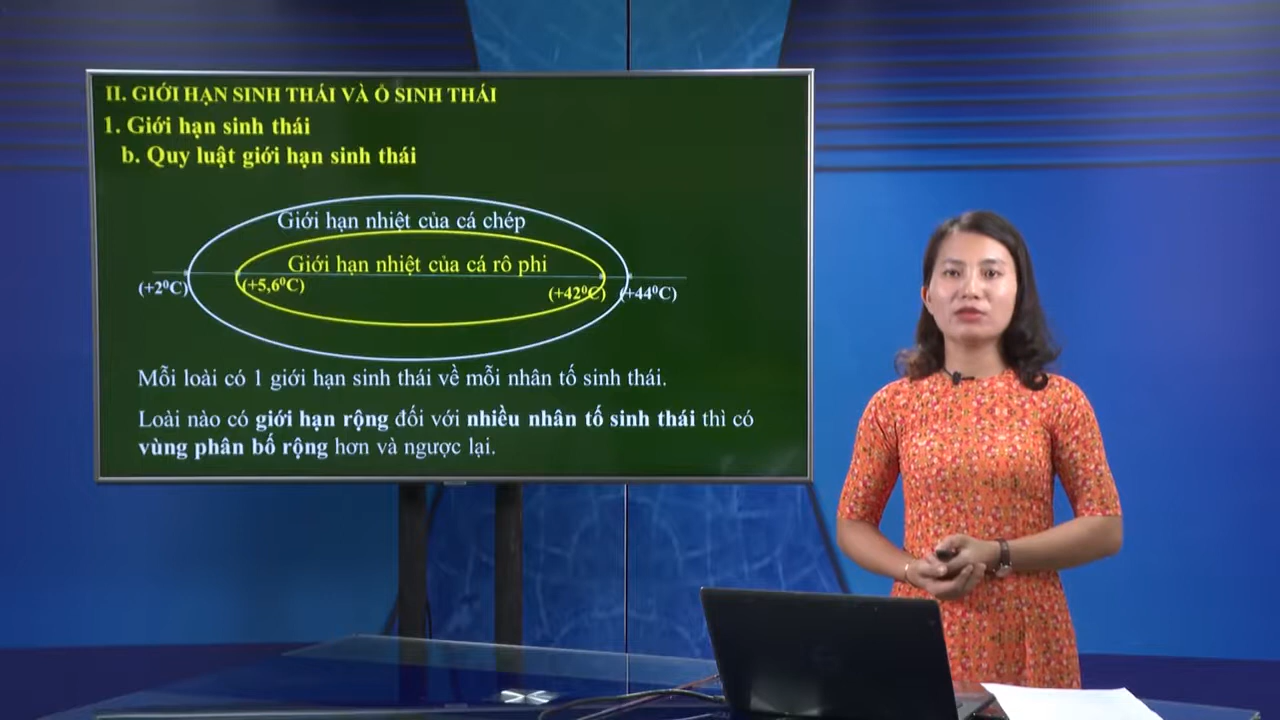 II. GIỚI HẠN SINH THÁI VÀ Ổ SINH THÁI
1. Giới hạn sinh thái
b. Quy luật giới hạn sinh thái
Giới hạn nhiệt của cá chép
Giới hạn nhiệt của cá rô phi
(+2⁰C) (+5,6⁰C) (+42⁰C) (+44⁰C)
Mỗi loài có 1 giới hạn sinh thái về mỗi nhân tố sinh thái.
Loài nào có giới hạn rộng đối với nhiều nhân tố sinh thái thì có
vùng phân bố rộng hơn và ngược lại.